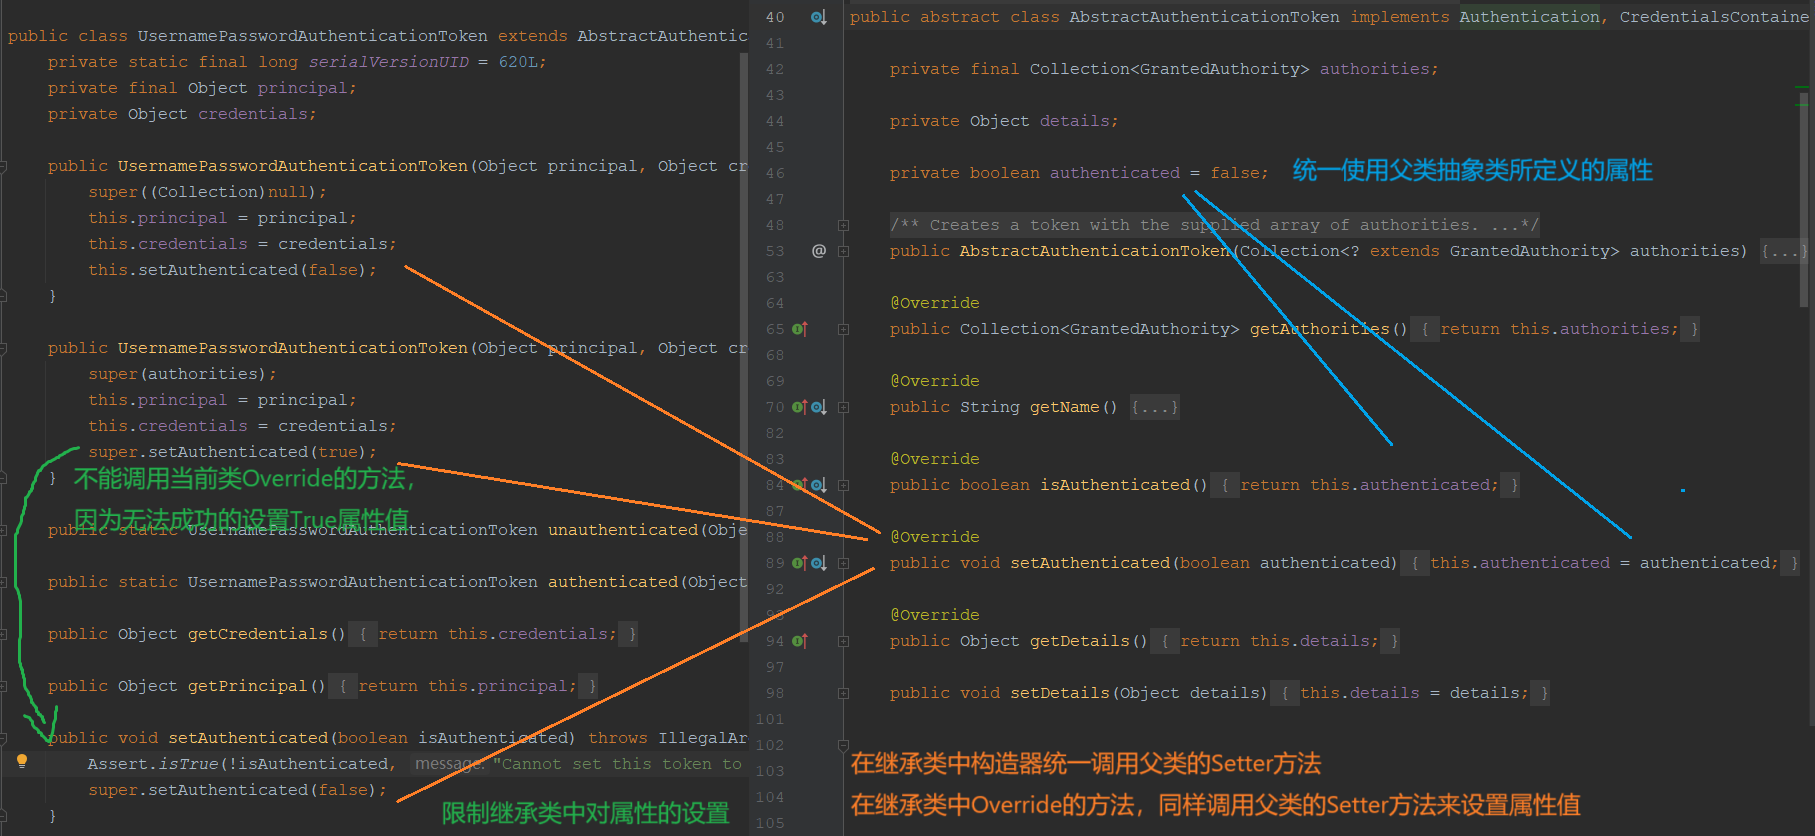 public class UsernamePasswordAuthenticationToken extends AbstractAuthentic
private static final long serialVersionUID = 620L;
private final Object principal;
private Object credentials;
public UsernamePasswordAuthenticationToken(Object principal, Object cr
super((Collection)null);
this.principal = principal;
this.credentials = credentials;
this.setAuthenticated(false);
}
public UsernamePasswordAuthenticationToken(Object principal, Object cr
super(authorities);
this.principal = principal;
this.credentials = credentials;
super.setAuthenticated(true);
}
不能调用当前类Override的方法，
因为无法成功的设置True属性值
public static UsernamePasswordAuthenticationToken unauthenticated(Obje
public static UsernamePasswordAuthenticationToken authenticated(Object
public Object getCredentials() { return this.credentials; }
public Object getPrincipal() { return this.principal; }
public void setAuthenticated(boolean isAuthenticated) throws IllegalAr
Assert.isTrue(!isAuthenticated, message: "Cannot set this token to
super.setAuthenticated(false);
}
限制继承类中对属性的设置
40 public abstract class AbstractAuthenticationToken implements Authentication, CredentialsContaine
41
42 private final Collection<GrantedAuthority> authorities;
43
44 private Object details;
45
46 private boolean authenticated = false;
统一使用父类抽象类所定义的属性
47
48 /** Creates a token with the supplied array of authorities. ...*/
53 @ public AbstractAuthenticationToken(Collection<? extends GrantedAuthority> authorities) {...}
63
64 @Override
65 public Collection<GrantedAuthority> getAuthorities() { return this.authorities; }
68
69 @Override
70 public String getName() {...}
82
83 @Override
84 public boolean isAuthenticated() { return this.authenticated; }
87
88 @Override
89 public void setAuthenticated(boolean authenticated) { this.authenticated = authenticated; }
92
93 @Override
94 public Object getDetails() { return this.details; }
97
98 public void setDetails(Object details) { this.details = details; }
101
102
103
104
105
在继承类中构造器统一调用父类的Setter方法
在继承类中Override的方法，同样调用父类的Setter方法来设置属性值